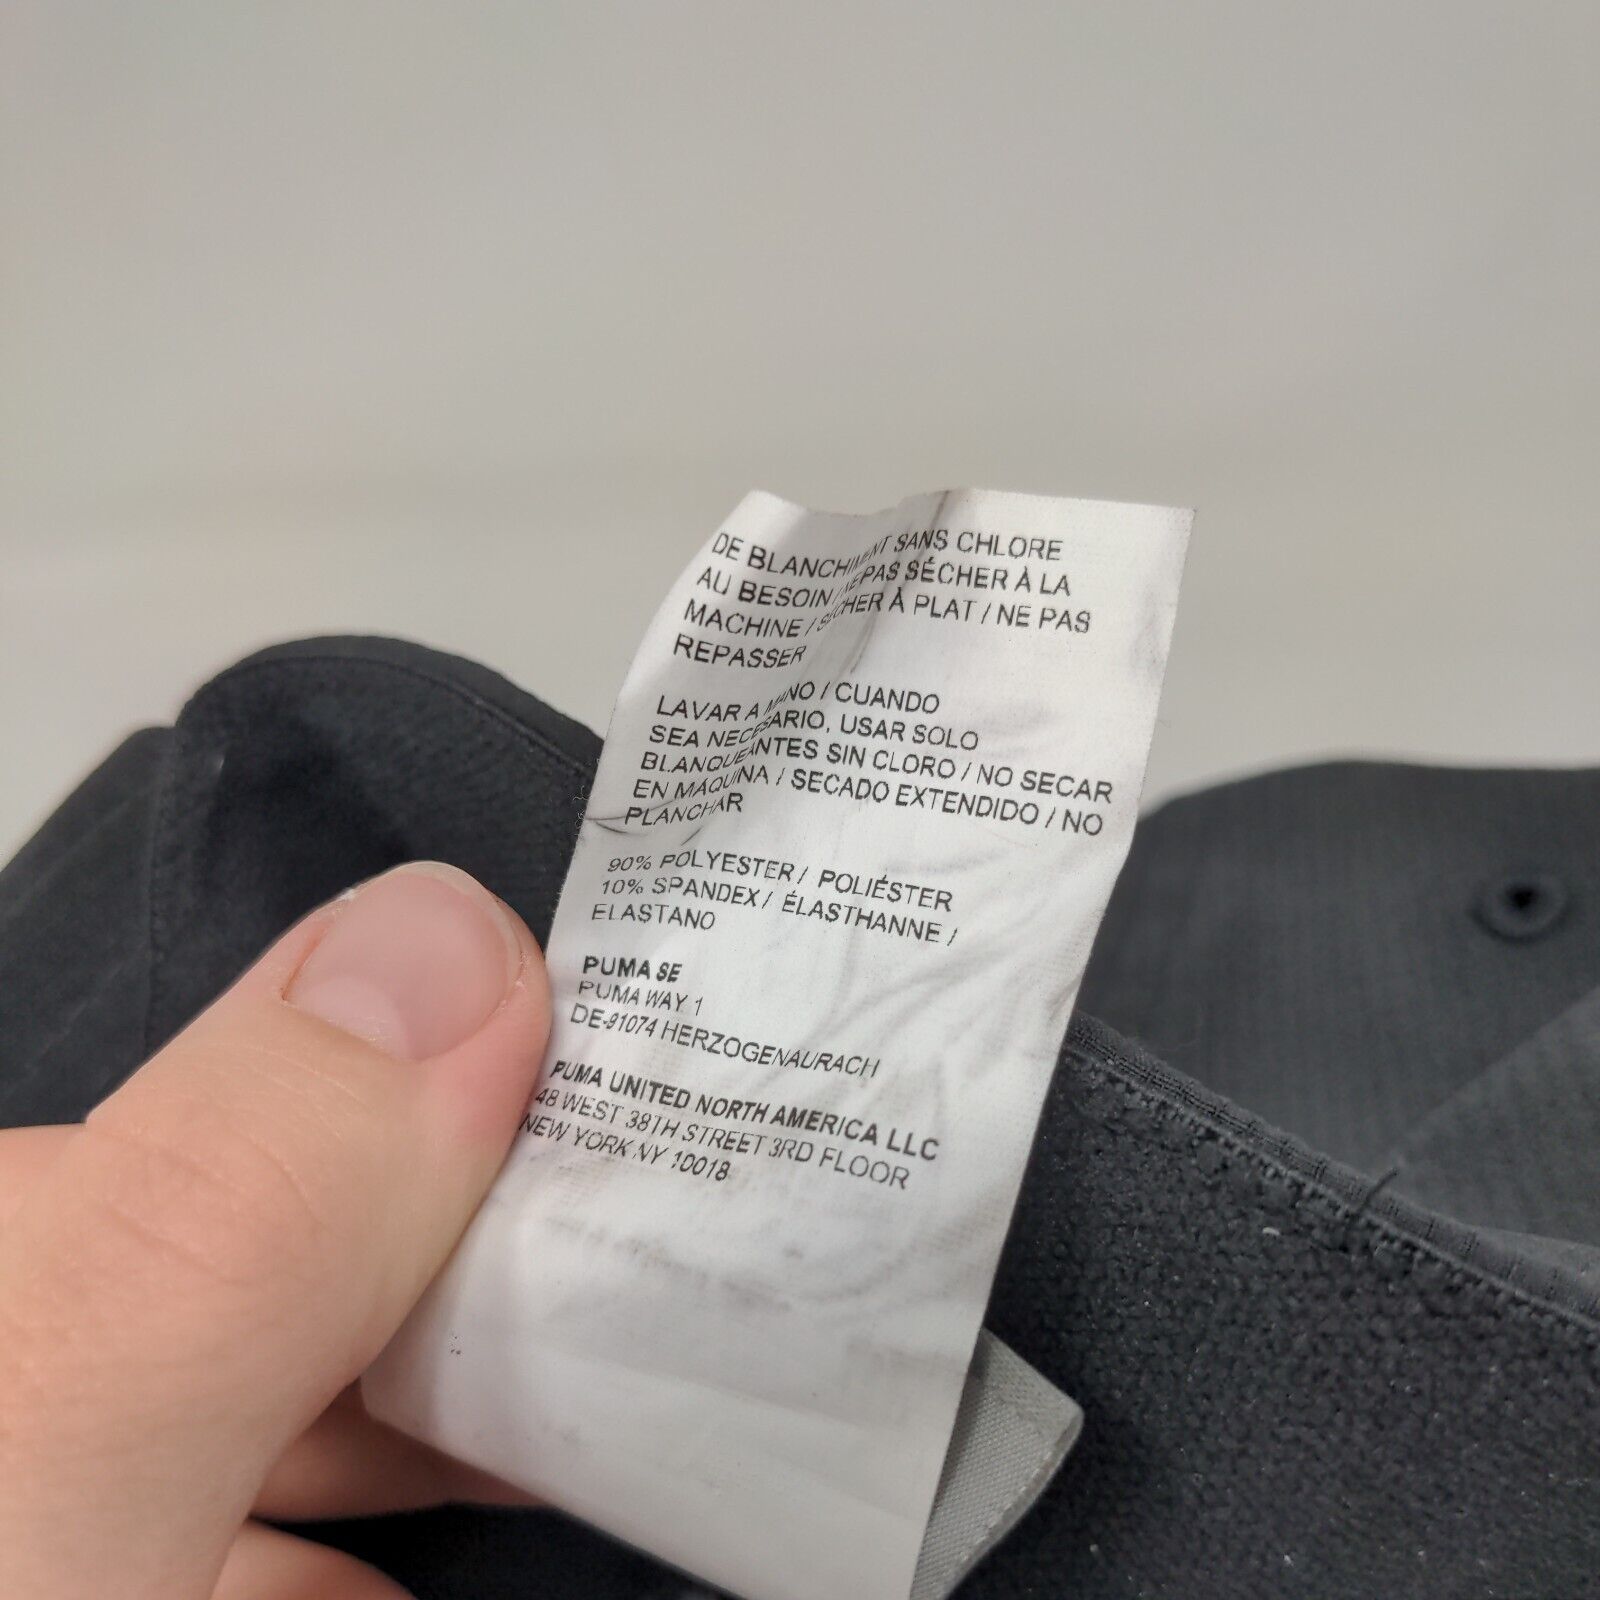 DE BLANCHIMENT SANS CHLORE
AU BESOIN / NE PAS SÉCHER À LA
MACHINE / SÉCHER À PLAT / NE PAS
REPASSER
LAVAR A MANO / CUANDO
SEA NECESARIO, USAR SOLO
BLANQUEANTES SIN CLORO / NO SECAR
EN MÁQUINA / SECADO EXTENDIDO / NO
PLANCHAR
90% POLYESTER / POLIÉSTER
10% SPANDEX / ÉLASTHANNE /
ELASTANO
PUMA SE
PUMA WAY 1
DE-91074 HERZOGENAURACH
PUMA UNITED NORTH AMERICA LLC
48 WEST 38TH STREET 3RD FLOOR
NEW YORK NY 10018